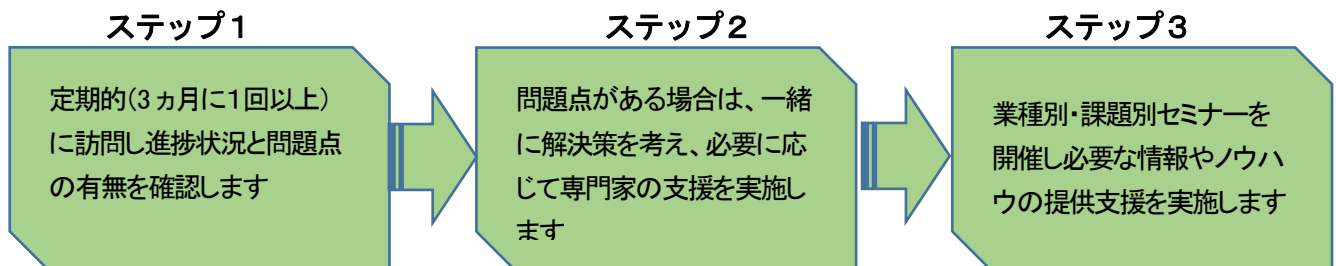 ステップ1
定期的(3ヵ月に1回以上)
に訪問し進捗状況と問題点
の有無を確認します
ステップ2
問題点がある場合は、一緒
に解決策を考え、必要に応
じて専門家の支援を実施し
ます
ステップ3
業種別・課題別セミナーを
開催し必要な情報やノウハ
ウの提供支援を実施します